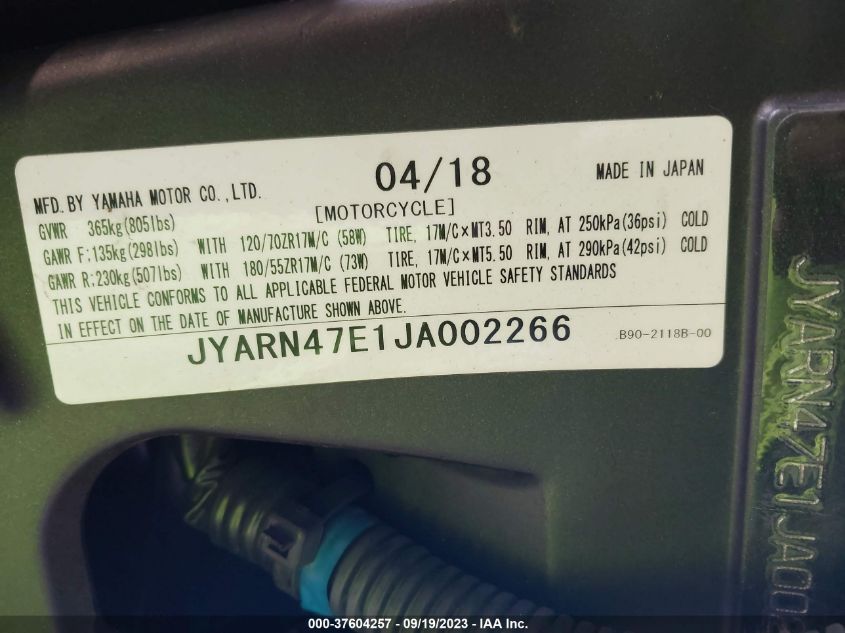 04/18
MADE IN JAPAN
MFD. BY YAMAHA MOTOR CO., LTD.
[MOTORCYCLE]
GVWR 365kg(805lbs)
GAWR F:135kg(298lbs) WITH 120/70ZR17M/C (58W) TIRE, 17M/C×MT3.50 RIM, AT 250kPa(36psi) COLD
GAWR R:230kg(507lbs) WITH 180/55ZR17M/C (73W) TIRE, 17M/C×MT5.50 RIM, AT 290kPa(42psi) COLD
THIS VEHICLE CONFORMS TO ALL APPLICABLE FEDERAL MOTOR VEHICLE SAFETY STANDARDS
IN EFFECT ON THE DATE OF MANUFACTURE SHOWN ABOVE.
JYARN47E1JA002266
B90-2118B-00
JYARN47E1JA002
000-37604257 - 09/19/2023 - IAA Inc.